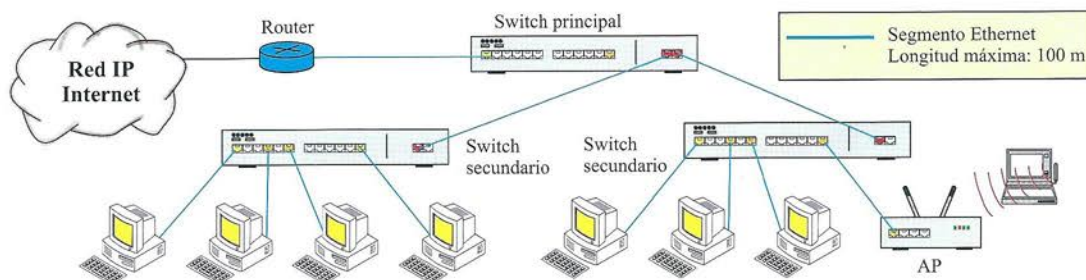 Router
Switch principal
Segmento Ethernet
Longitud máxima: 100 m
Red IP
Internet
Switch
secundario
Switch
secundario
AP